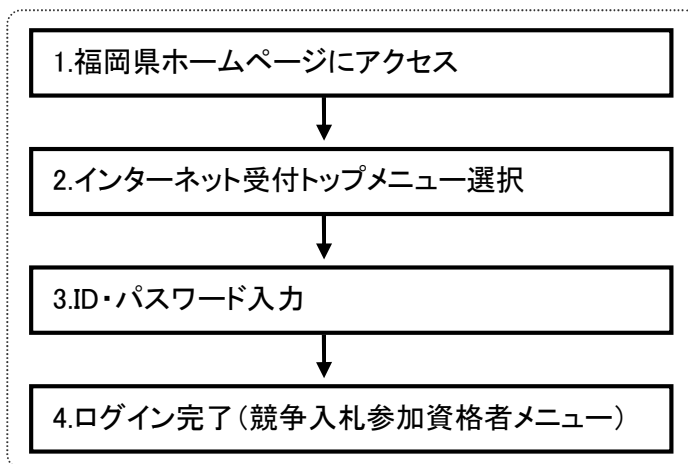 1.福岡県ホームページにアクセス
2.インターネット受付トップメニュー選択
3.ID・パスワード入力
4.ログイン完了（競争入札参加資格者メニュー）